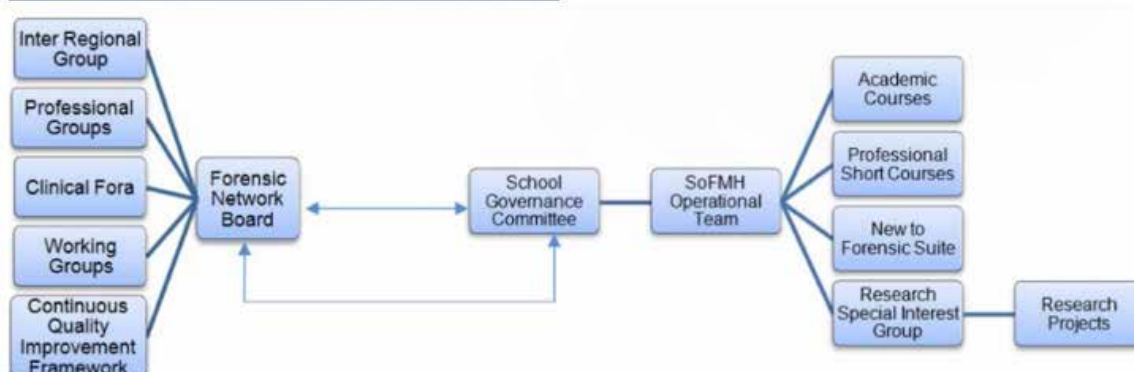 Inter Regional
Group
Professional
Groups
Clinical Fora
Working
Groups
Continuous
Quality
Improvement
Framework
Forensic
Network
Board
School
Governance
Committee
SoFMH
Operational
Team
Academic
Courses
Professional
Short Courses
New to
Forensic Suite
Research
Special Interest
Group
Research
Projects